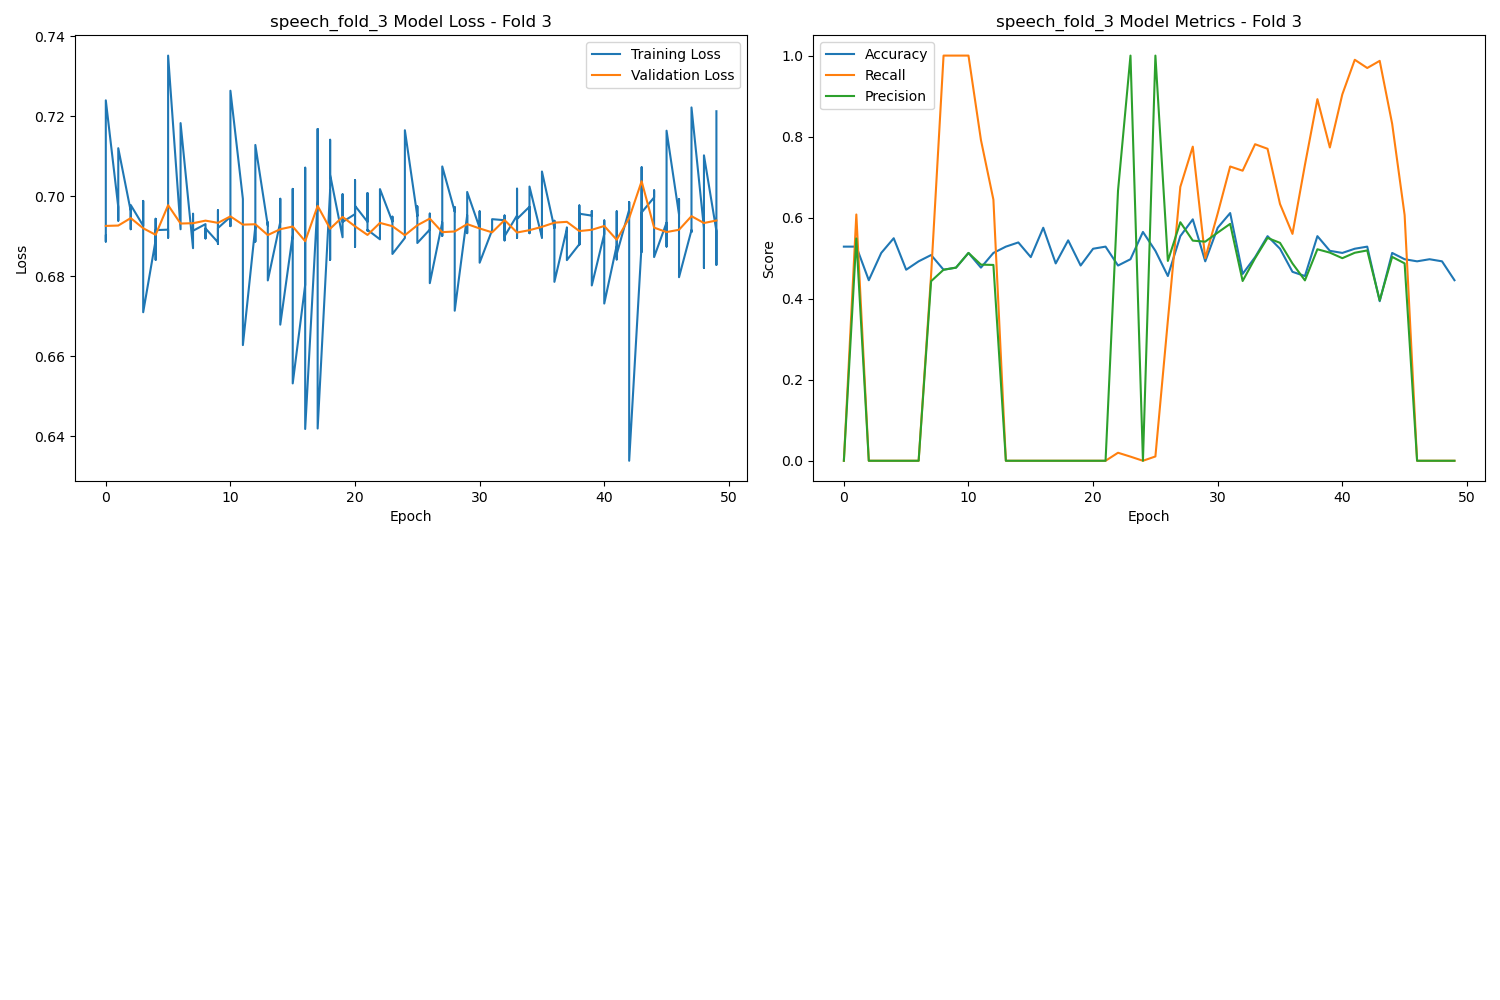 speech_fold_3 Model Loss - Fold 3
0.74
0.72
0.70
0.68
0.66
0.64
Loss
0 10 20 30 40 50
Epoch
Training Loss
Validation Loss
speech_fold_3 Model Metrics - Fold 3
1.0
0.8
0.6
0.4
0.2
0.0
Score
0 10 20 30 40 50
Epoch
Accuracy
Recall
Precision